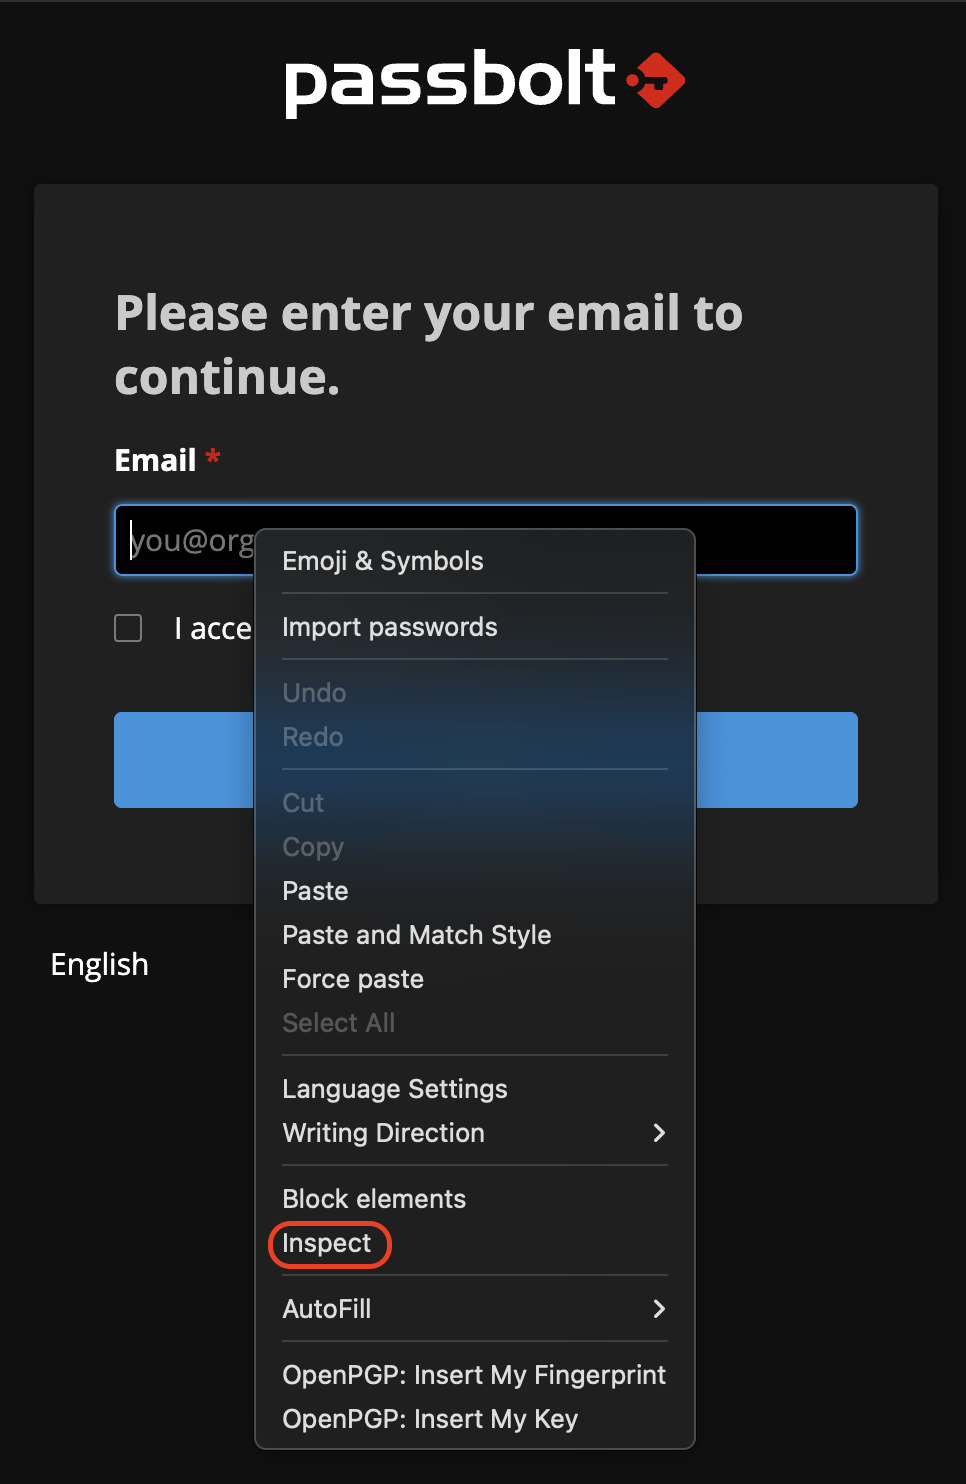 passbolt
Please enter your email to
continue.
Email *
you@org
I acce
Emoji & Symbols
Import passwords
Undo
Redo
Cut
Copy
Paste
Paste and Match Style
Force paste
Select All
Language Settings
Writing Direction
Block elements
Inspect
AutoFill
OpenPGP: Insert My Fingerprint
OpenPGP: Insert My Key
English